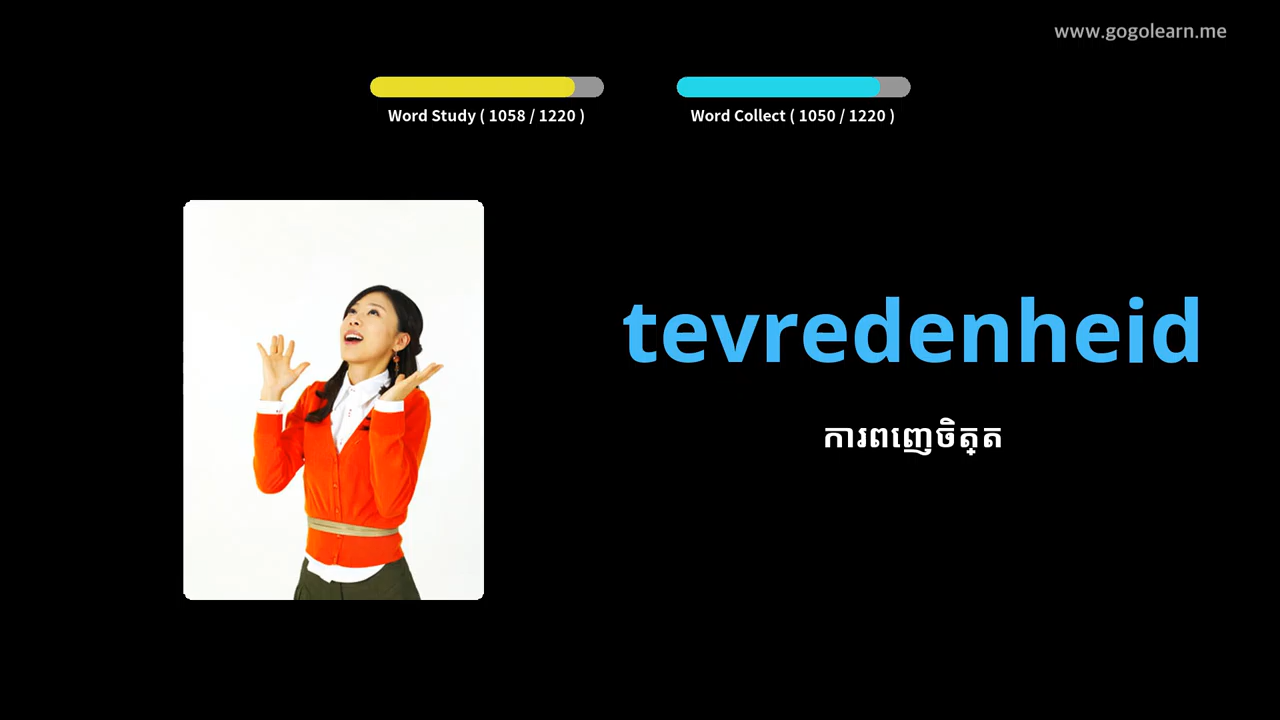 www.gogolearn.me
Word Study ( 1058 / 1220 )
Word Collect ( 1050 / 1220 )
tevredenheid
ការពញេចិត្ត